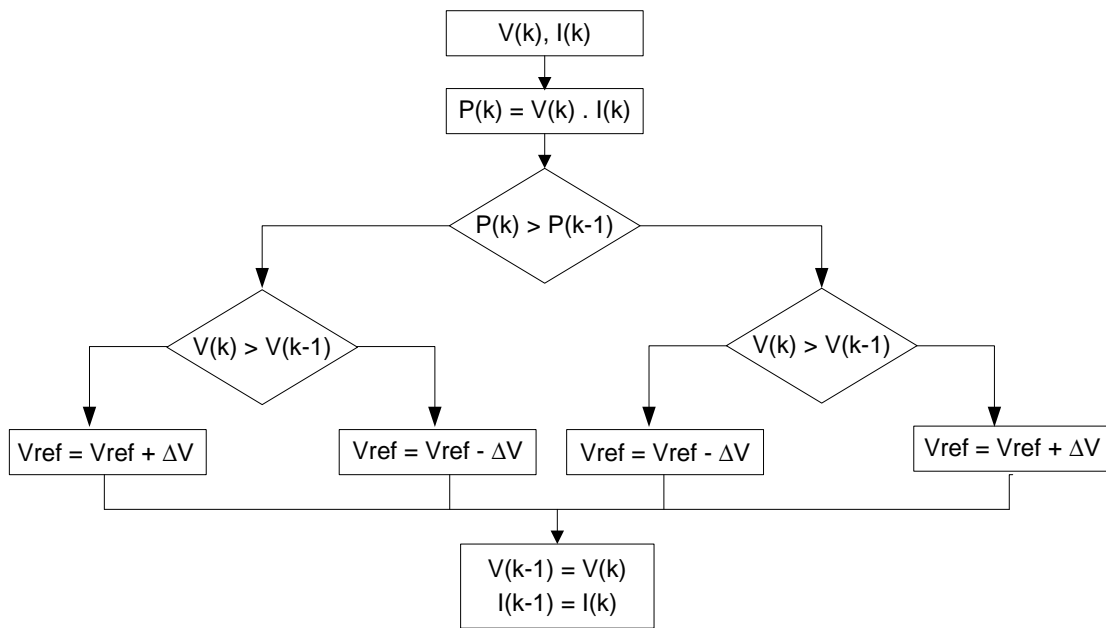 V(k), I(k)
P(k) = V(k) . I(k)
P(k) > P(k-1)
V(k) > V(k-1)
V(k) > V(k-1)
Vref = Vref + ΔV
Vref = Vref - ΔV
Vref = Vref - ΔV
Vref = Vref + ΔV
V(k-1) = V(k)
I(k-1) = I(k)